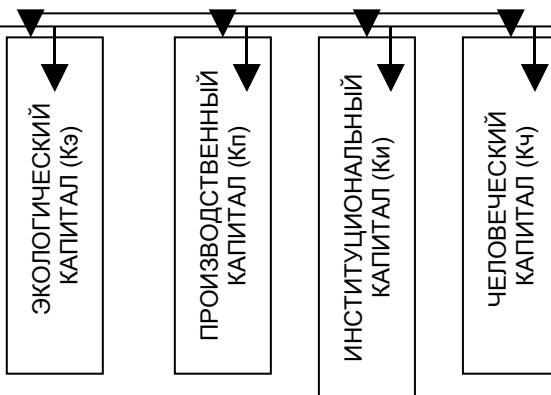 ЭКОЛОГИЧЕСКИЙ
КАПИТАЛ (Кэ)
ПРОИЗВОДСТВЕННЫЙ
КАПИТАЛ (Кп)
ИНСТИТУЦИОНАЛЬНЫЙ
КАПИТАЛ (Ки)
ЧЕЛОВЕЧЕСКИЙ
КАПИТАЛ (Кч)